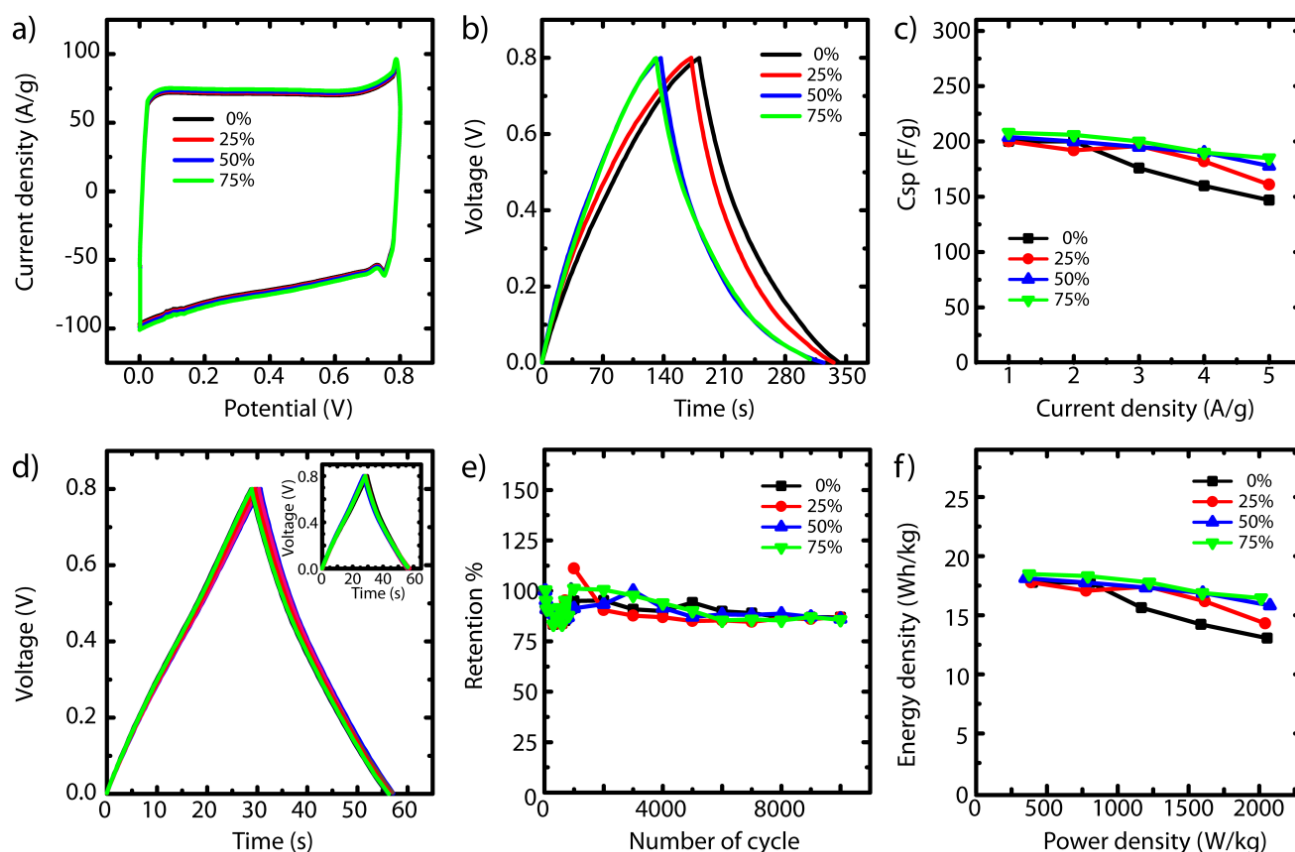 a)
Current density (A/g)
100
50
0
-50
-100
0%
25%
50%
75%
0.0 0.2 0.4 0.6 0.8
Potential (V)
b)
Voltage (V)
0.8
0.6
0.4
0.2
0.0
0%
25%
50%
75%
0 70 140 210 280 350
Time (s)
c)
Csp (F/g)
300
250
200
150
100
50
0
0%
25%
50%
75%
1 2 3 4 5
Current density (A/g)
d)
Voltage (V)
0.8
0.6
0.4
0.2
0.0
Voltage (V)
0.8
0.4
0.0
0 20 40 60
Time (s)
0 10 20 30 40 50 60
Time (s)
e)
Retention %
150
125
100
75
50
25
0
0%
25%
50%
75%
0 4000 8000
Number of cycle
f)
Energy density (Wh/kg)
25
20
15
10
5
0
0%
25%
50%
75%
500 1000 1500 2000
Power density (W/kg)